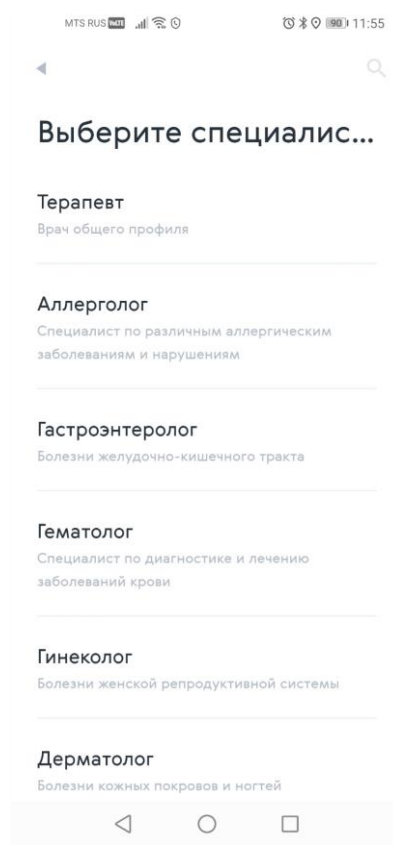 MTS RUS VoLTE 90 11:55
Выберите специалис...
Терапевт
Врач общего профиля
Аллерголог
Специалист по различным аллергическим
заболеваниям и нарушениям
Гастроэнтеролог
Болезни желудочно-кишечного тракта
Гематолог
Специалист по диагностике и лечению
заболеваний крови
Гинеколог
Болезни женской репродуктивной системы
Дерматолог
Болезни кожных покровов и ногтей